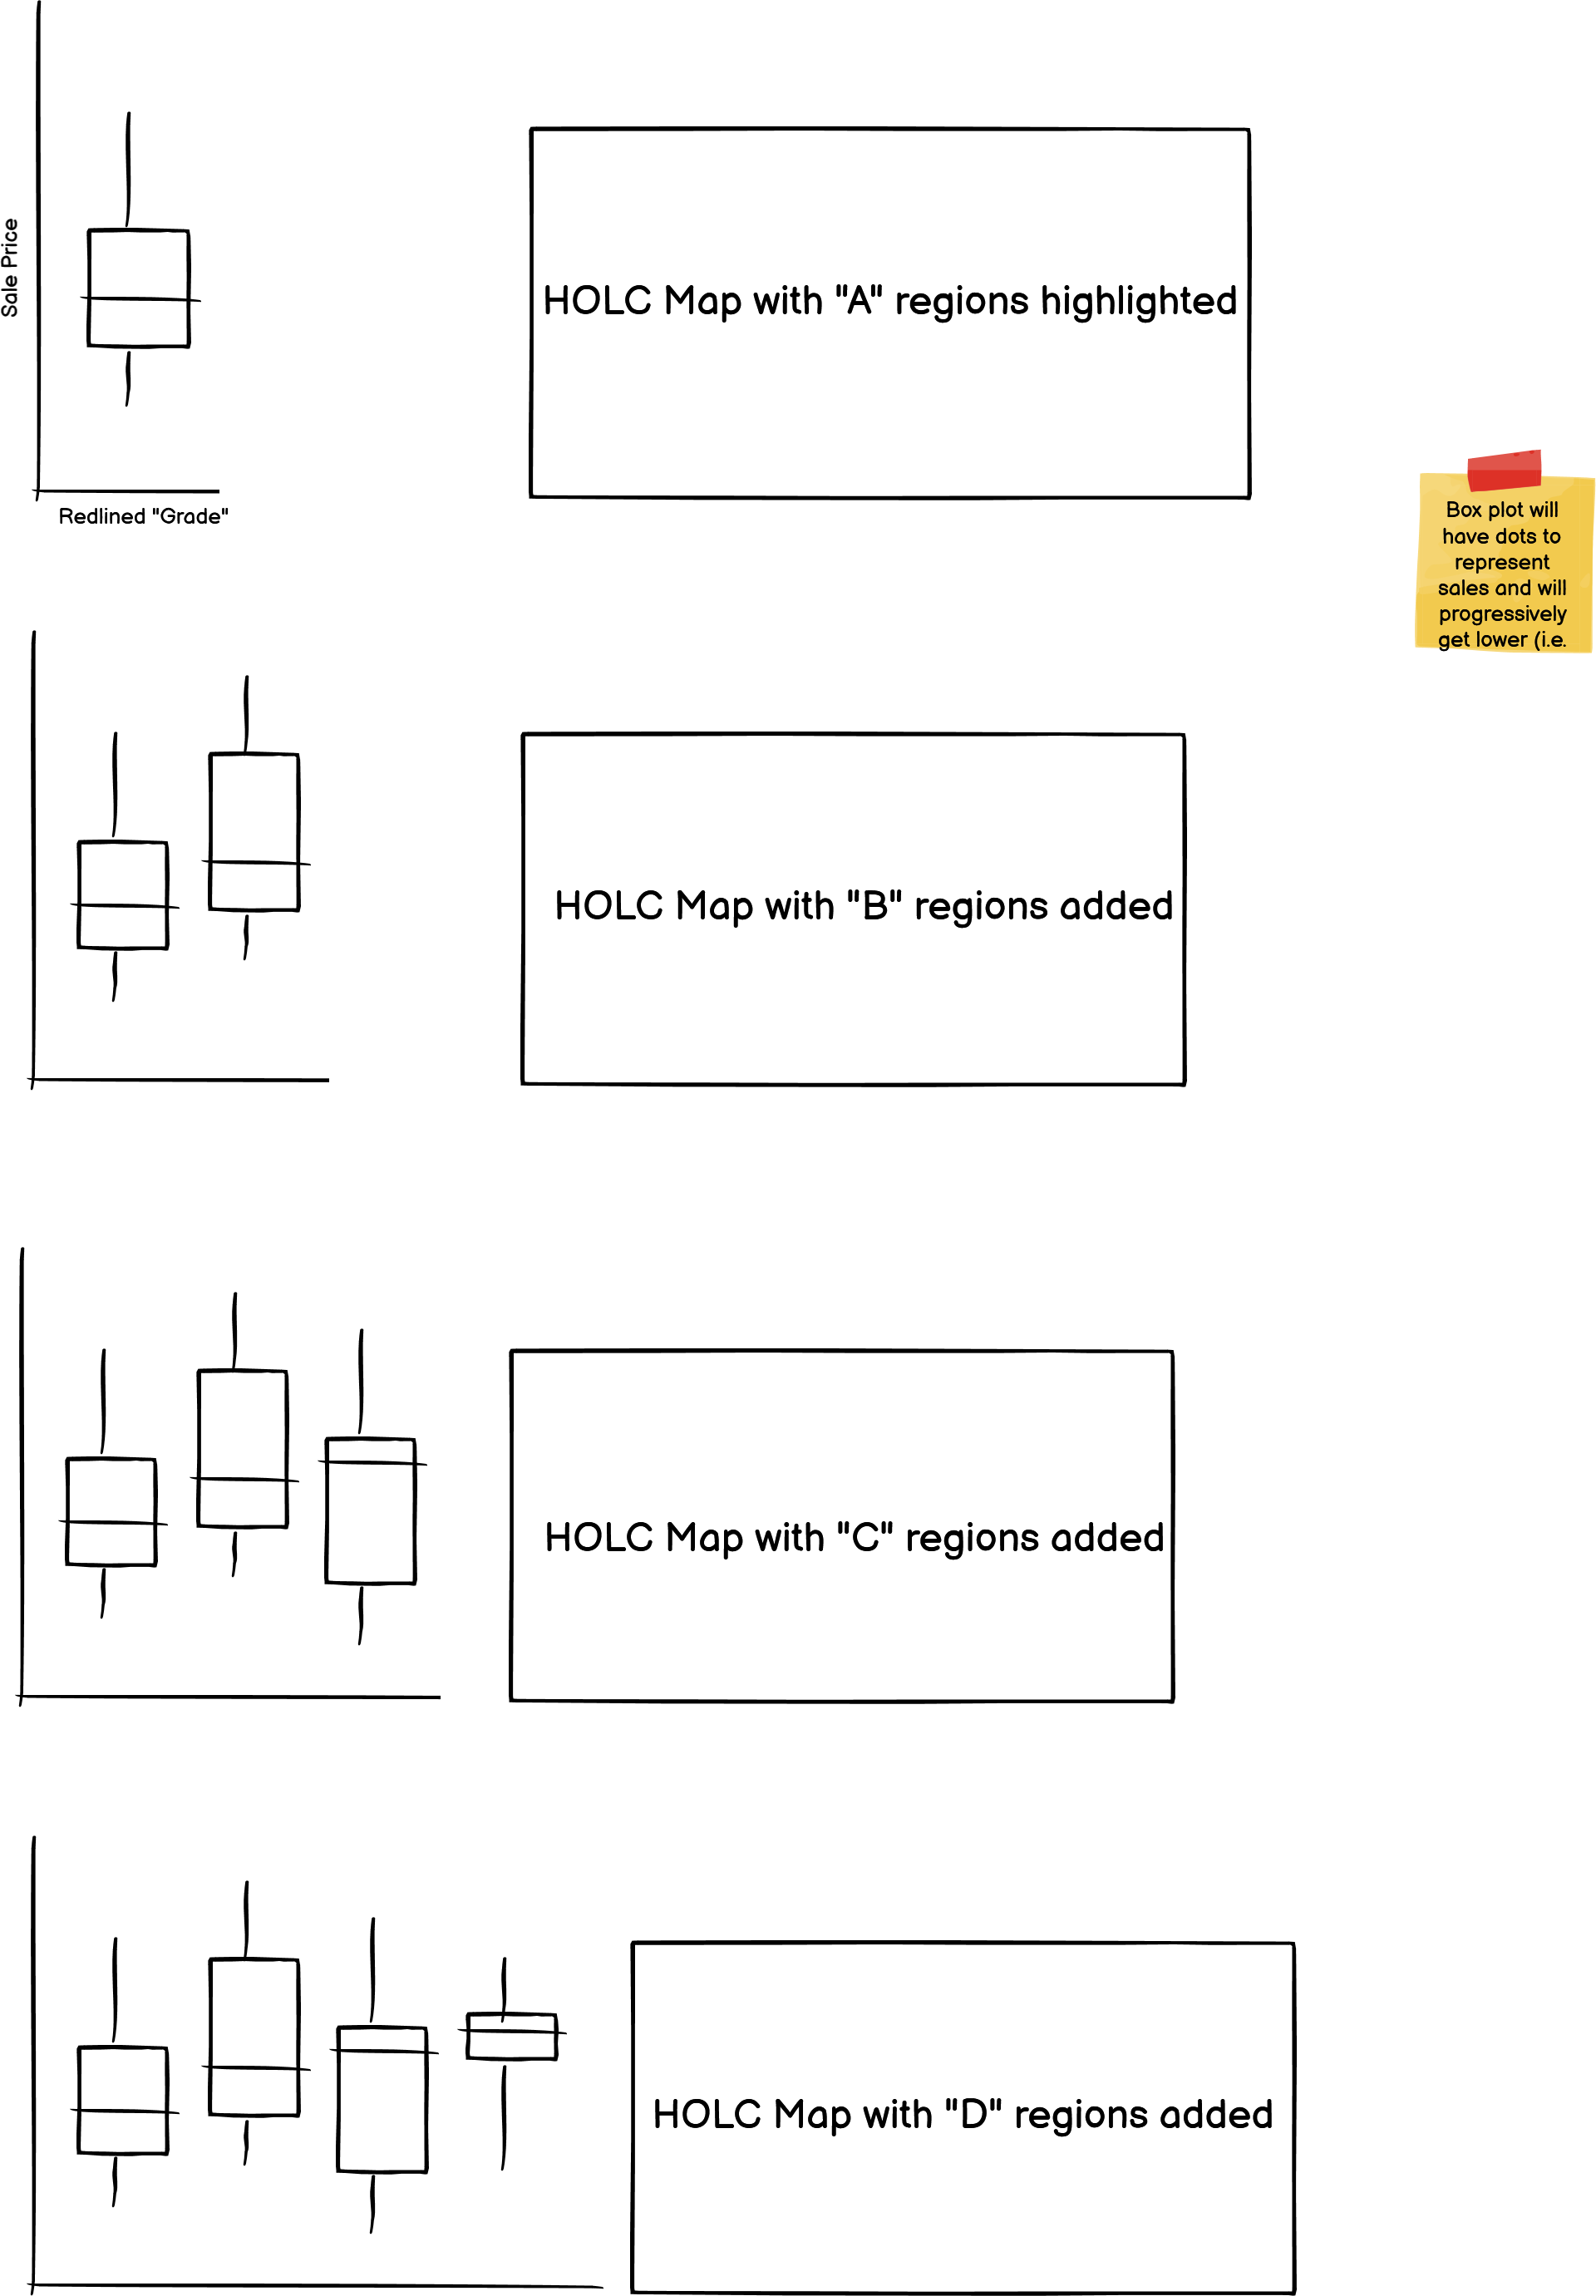 Sale Price
HOLC Map with "A" regions highlighted
Redlined "Grade"
Box plot will
have dots to
represent
sales and will
progressively
get lower (i.e.
HOLC Map with "B" regions added
HOLC Map with "C" regions added
HOLC Map with "D" regions added